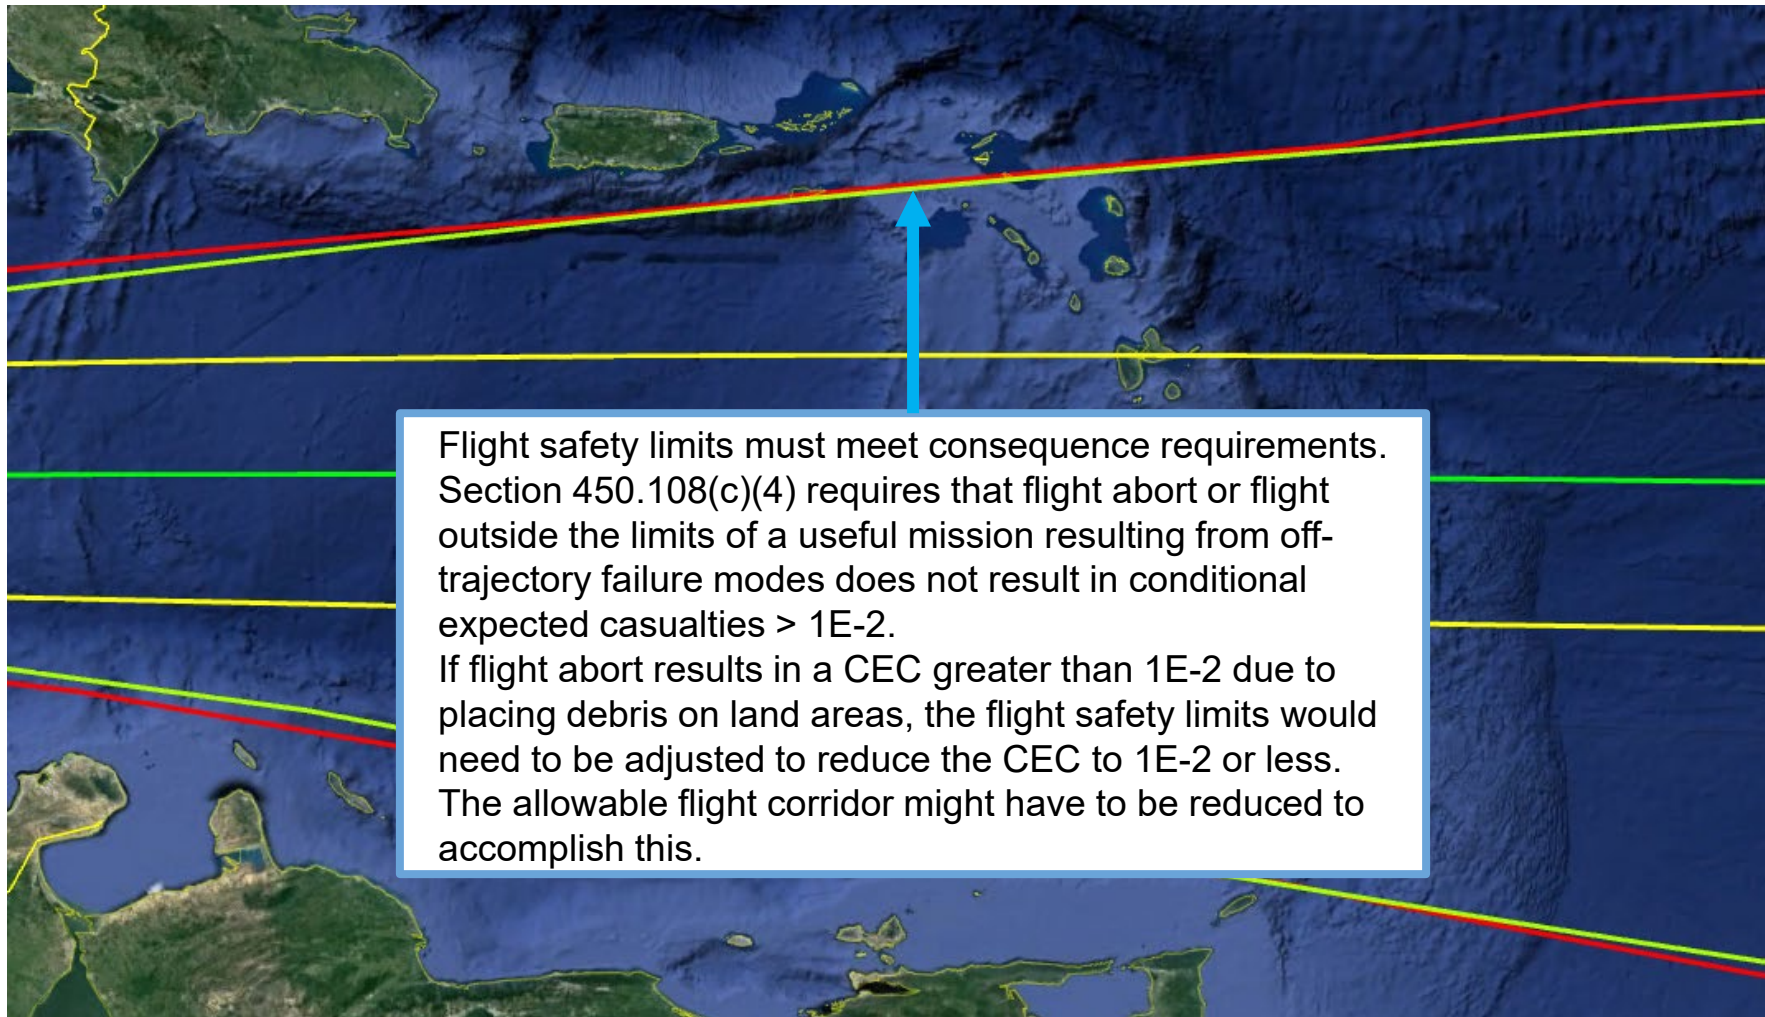 Flight safety limits must meet consequence requirements.
Section 450.108(c)(4) requires that flight abort or flight
outside the limits of a useful mission resulting from off-
trajectory failure modes does not result in conditional
expected casualties > 1E-2.
If flight abort results in a CEC greater than 1E-2 due to
placing debris on land areas, the flight safety limits would
need to be adjusted to reduce the CEC to 1E-2 or less.
The allowable flight corridor might have to be reduced to
accomplish this.